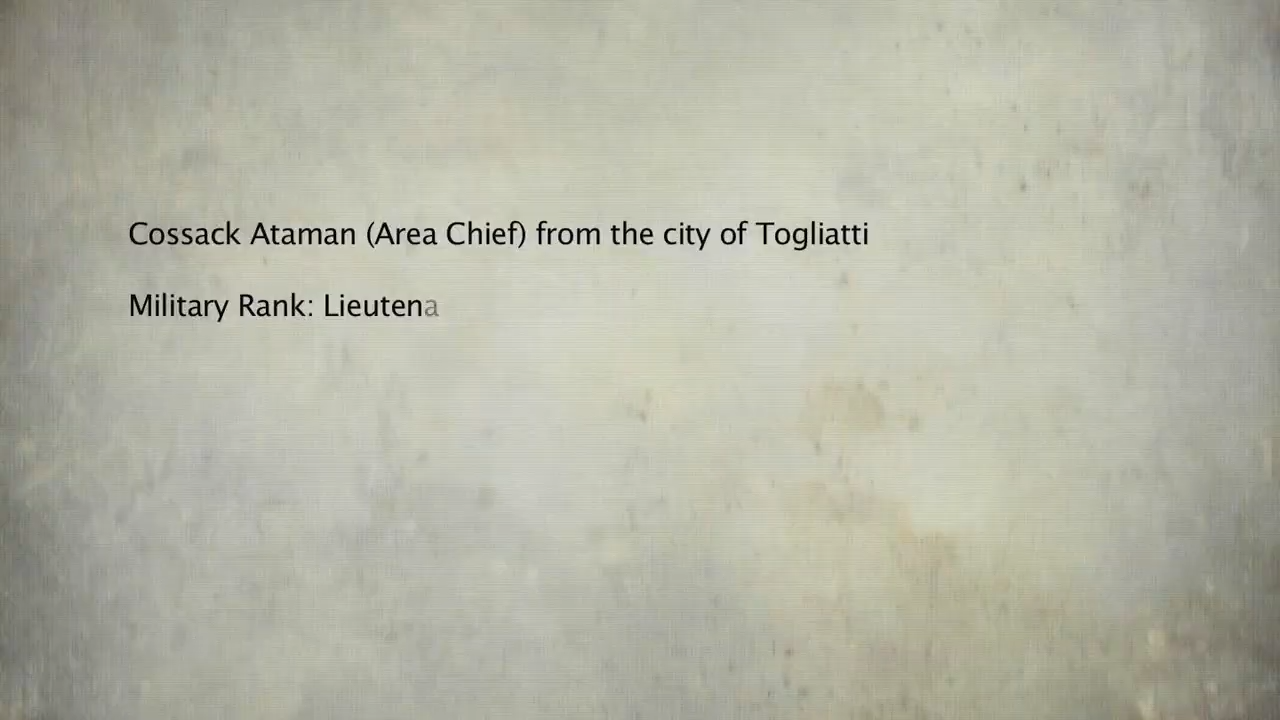 Cossack Ataman (Area Chief) from the city of Togliatti
Military Rank: Lieutena